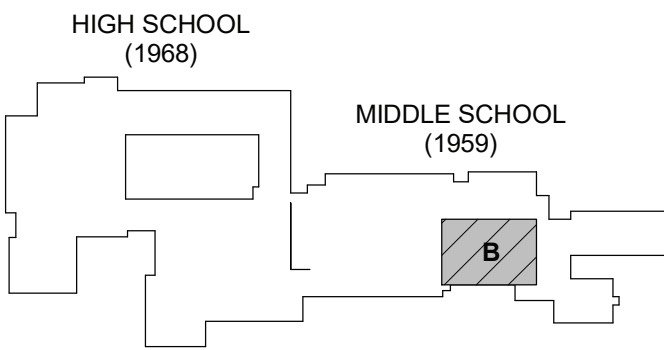 HIGH SCHOOL
(1968)
MIDDLE SCHOOL
(1959)
B